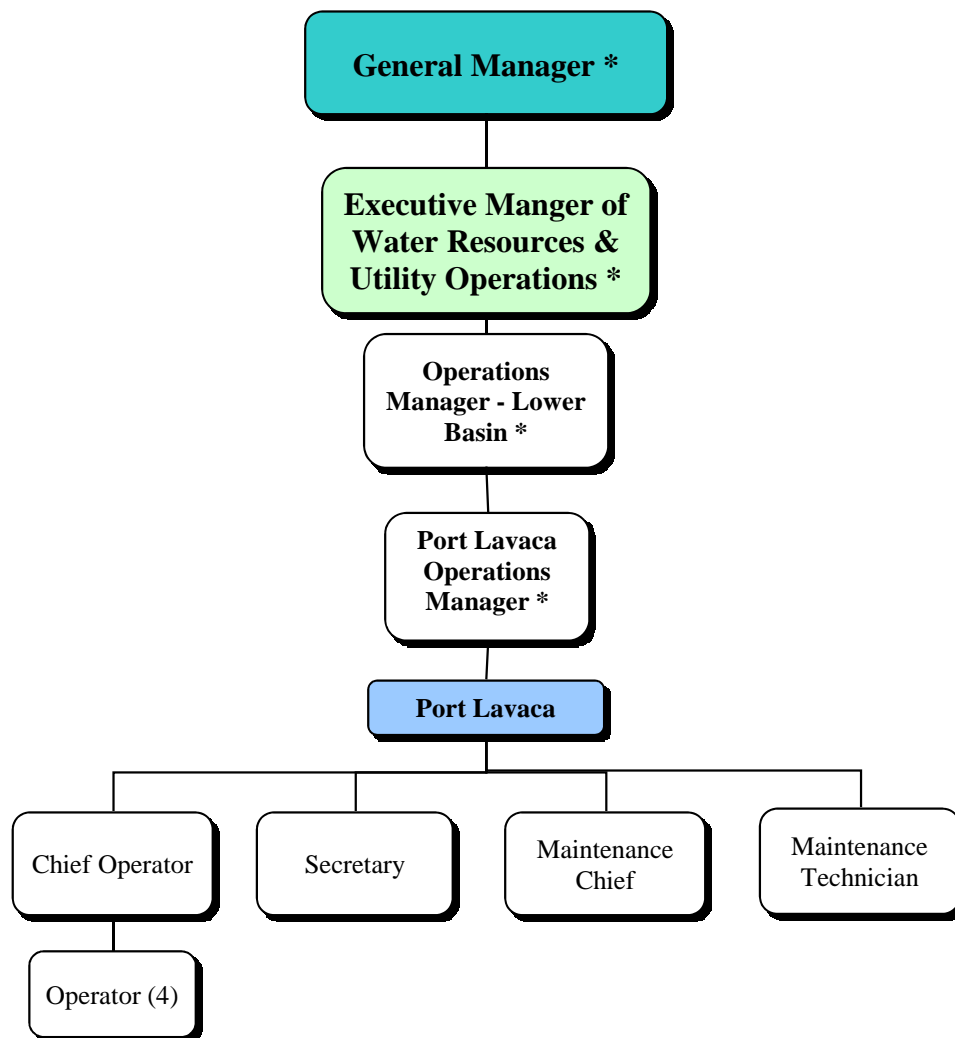 General Manager *
Executive Manger of
Water Resources &
Utility Operations *
Operations
Manager - Lower
Basin *
Port Lavaca
Operations
Manager *
Port Lavaca
Chief Operator
Secretary
Maintenance
Chief
Maintenance
Technician
Operator (4)